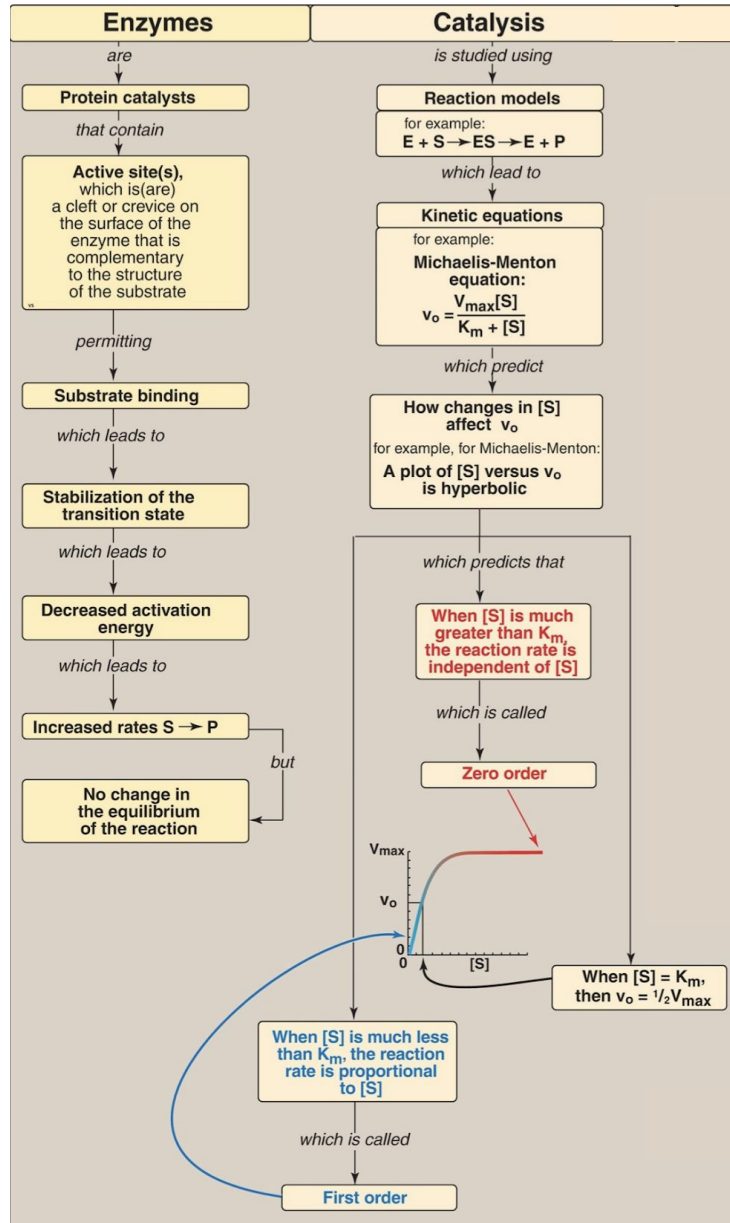 Enzymes
are
Protein catalysts
that contain
Active site(s),
which is(are)
a cleft or crevice on
the surface of the
enzyme that is
complementary
to the structure
of the substrate
vs
permitting
Substrate binding
which leads to
Stabilization of the
transition state
which leads to
Decreased activation
energy
which leads to
Increased rates S → P
but
No change in
the equilibrium
of the reaction
Catalysis
is studied using
Reaction models
for example:
E + S → ES → E + P
which lead to
Kinetic equations
for example:
Michaelis-Menton
equation:
v₀ = Vmax[S] / Km + [S]
which predict
How changes in [S]
affect v₀
for example, for Michaelis-Menton:
A plot of [S] versus v₀
is hyperbolic
which predicts that
When [S] is much
greater than Km,
the reaction rate is
independent of [S]
which is called
Zero order
Vmax
v₀
0
0
[S]
When [S] = Km,
then v₀ = 1/2Vmax
When [S] is much less
than Km, the reaction
rate is proportional
to [S]
which is called
First order